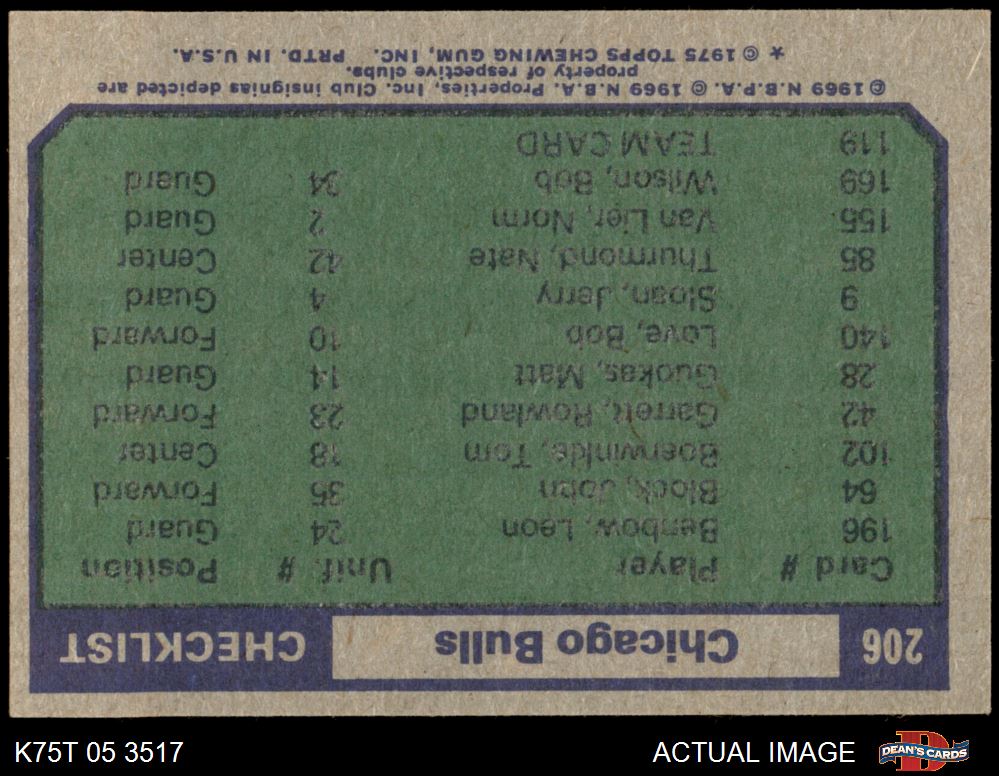 206 Chicago Bulls CHECKLIST
Card # Player Unif. # Position
196 Benbow, Leon 24 Guard
64 Block, John 35 Forward
102 Boerwinkle, Tom 18 Center
42 Garrett, Rowland 23 Forward
28 Guokas, Matt 14 Guard
140 Love, Bob 10 Forward
9 Sloan, Jerry 4 Guard
85 Thurmond, Nate 42 Center
155 Van Lier, Norm 2 Guard
169 Wilson, Bob 34 Guard
119 TEAM CARD
© 1969 N.B.P.A. © 1969 N.B.A. Properties, Inc. Club insignias depicted are
property of respective clubs.
★ © 1975 TOPPS CHEWING GUM, INC. PRTD. IN U.S.A.
K75T 05 3517 ACTUAL IMAGE DEAN'S CARDS